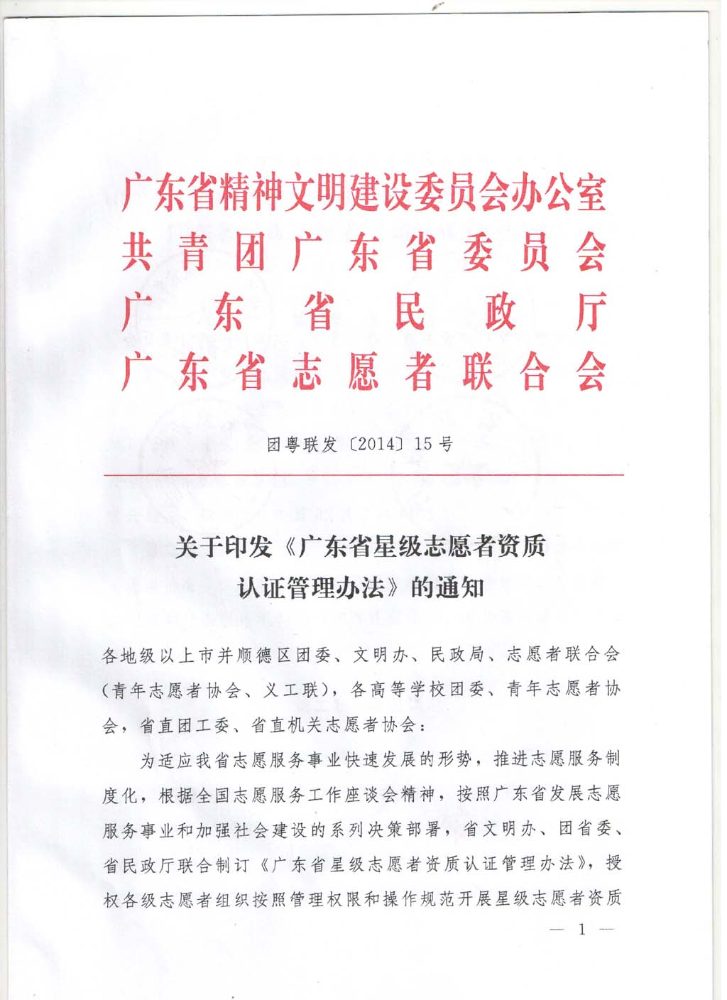 广东省精神文明建设委员会办公室
共青团广东省委员会
广东省民政厅
广东省志愿者联合会
团粤联发〔2014〕15号
关于印发《广东省星级志愿者资质
认证管理办法》的通知
各地级以上市并顺德区团委、文明办、民政局、志愿者联合会
(青年志愿者协会、义工联)，各高等学校团委、青年志愿者协
会，省直团工委、省直机关志愿者协会：
为适应我省志愿服务事业快速发展的形势，推进志愿服务制
度化，根据全国志愿服务工作座谈会精神，按照广东省发展志愿
服务事业和加强社会建设的系列决策部署，省文明办、团省委、
省民政厅联合制订《广东省星级志愿者资质认证管理办法》，授
权各级志愿者组织按照管理权限和操作规范开展星级志愿者资质
— 1 —